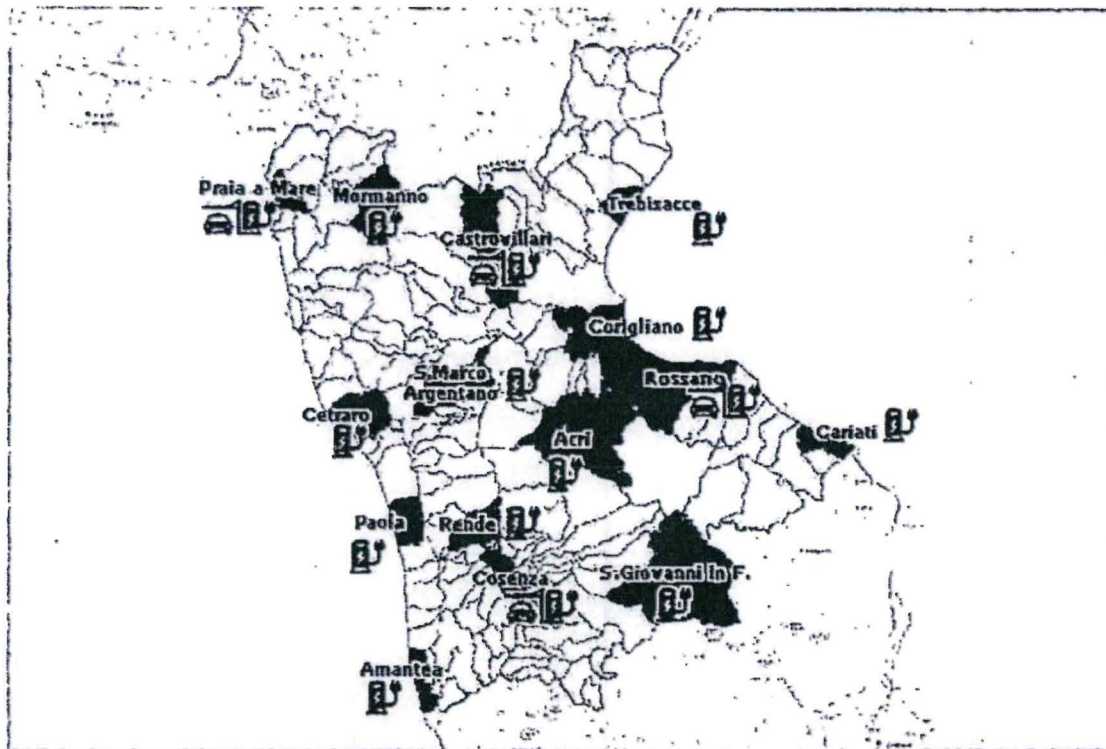 Praia a Mare
Mormanno
Trebisacce
Castrovillari
Corigliano
S.Marco
Argentano
Rossano
Cetraro
Cariati
Acri
Paola
Rende
Cosenza
S.Giovanni in F.
Amantea